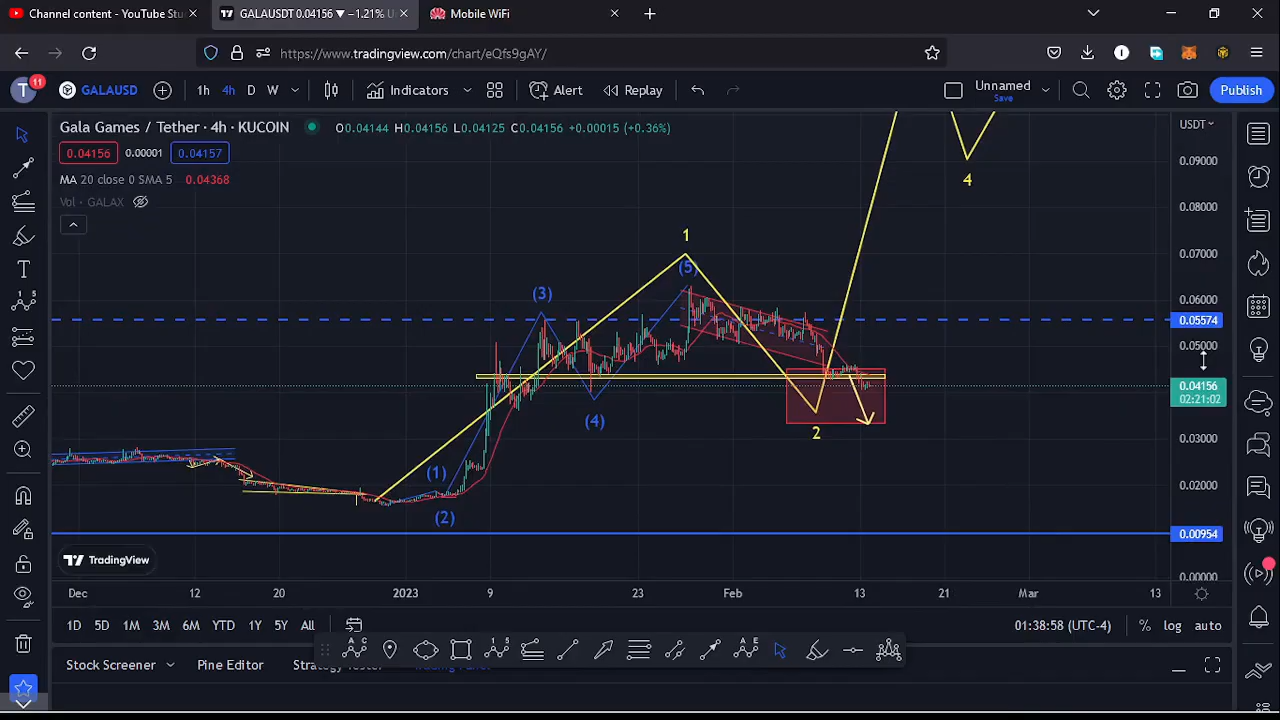 Channel content - YouTube Stu
GALAUSDT 0.04156 ▼ −1.21% U
Mobile WiFi
https://www.tradingview.com/chart/eQfs9gAY/
T 11 GALAUSD 1h 4h D W Indicators Alert Replay Unnamed Save Publish
Gala Games / Tether · 4h · KUCOIN O0.04144 H0.04156 L0.04125 C0.04156 +0.00015 (+0.36%)
USDT
0.04156 0.00001 0.04157
MA 20 close 0 SMA 5 0.04368
Vol · GALAX
0.09000
4
0.08000
1
0.07000
(5)
(3)
0.06000
0.05574
0.05000
0.04156
02:21:02
(4)
2
0.03000
(1)
0.02000
(2)
0.00954
TradingView
0.00000
Dec 12 20 2023 9 23 Feb 13 21 Mar 13
1D 5D 1M 3M 6M YTD 1Y 5Y All 01:38:58 (UTC-4) % log auto
Stock Screener Pine Editor Strategy Tester Trading Panel